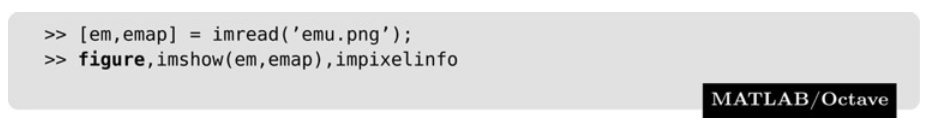 >> [em,emap] = imread(’emu.png’);
>> figure,imshow(em,emap),impixelinfo
MATLAB/Octave